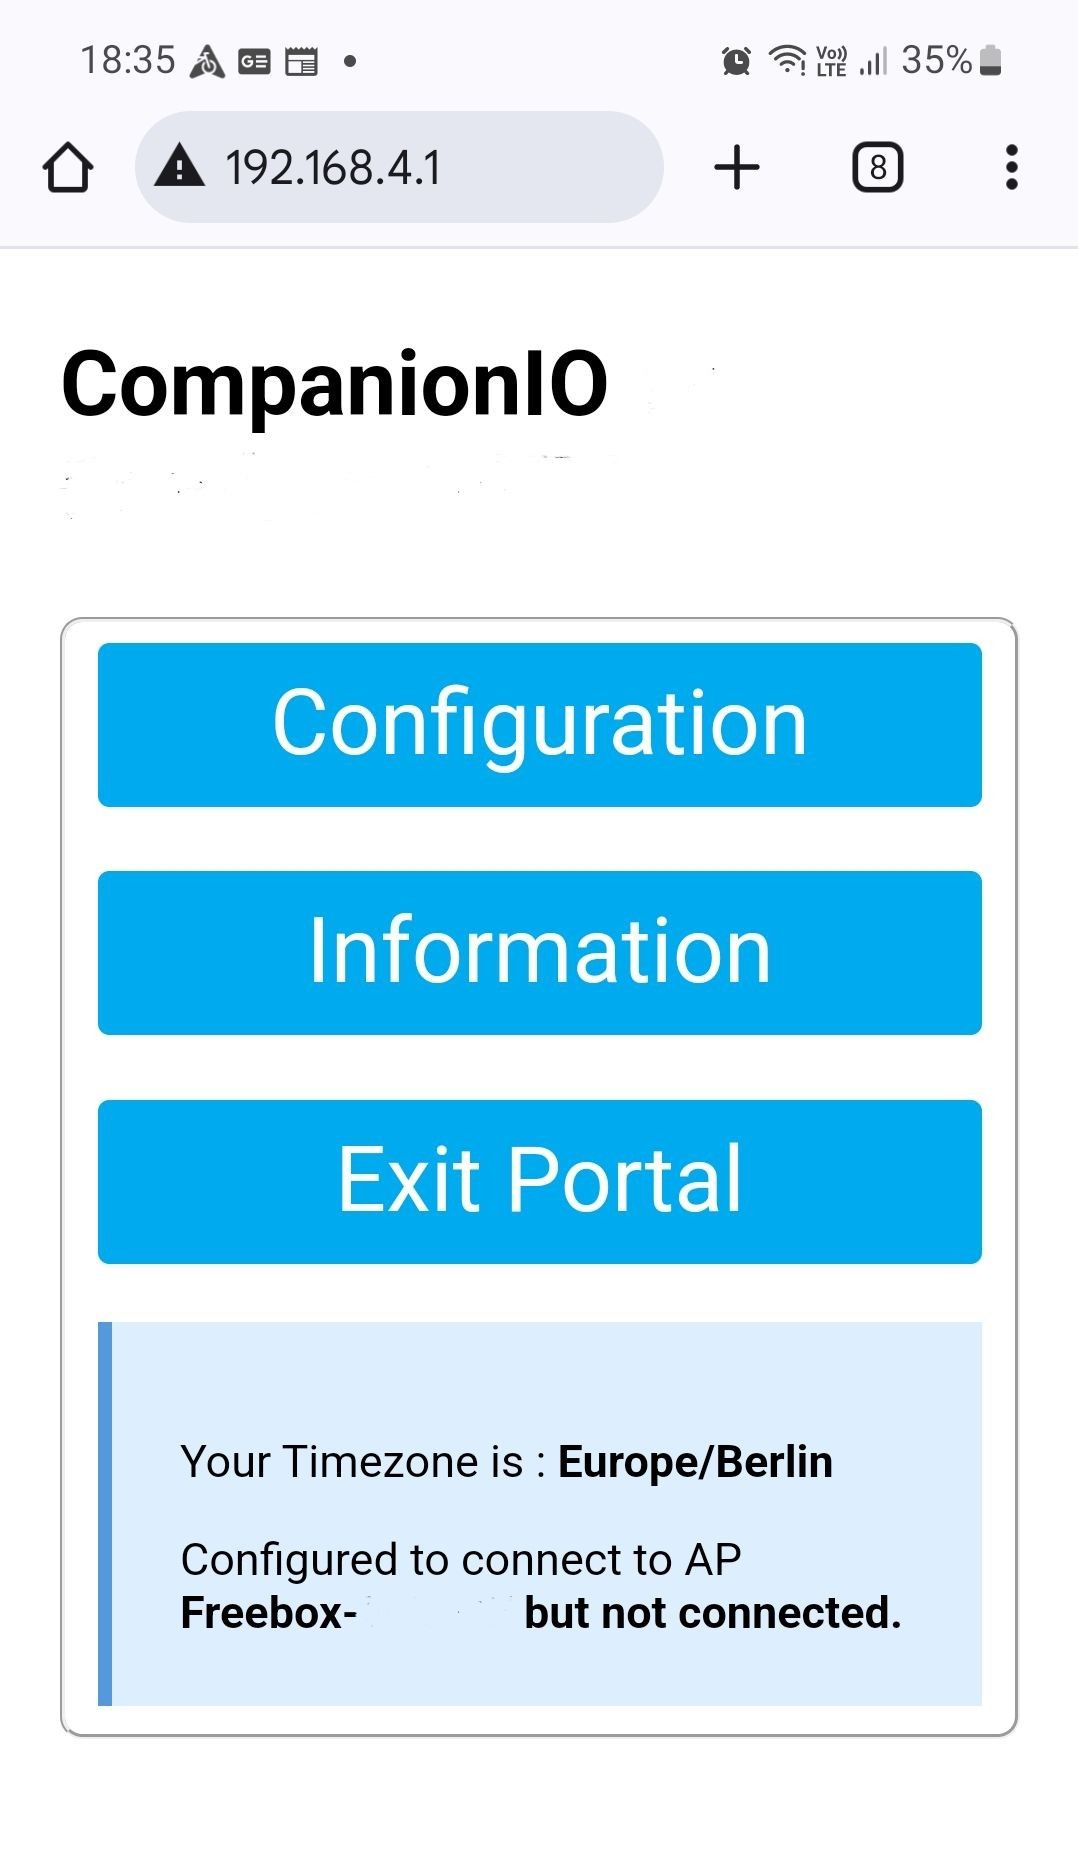 18:35 GE Vo)) LTE 35%
192.168.4.1 8
CompanionIO
Configuration
Information
Exit Portal
Your Timezone is : Europe/Berlin
Configured to connect to AP
Freebox- but not connected.